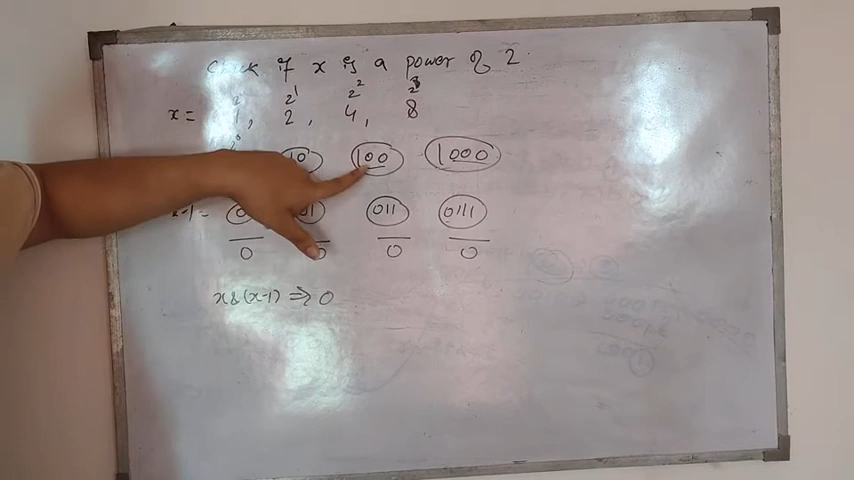 Check if x is a power of 2
2⁰ 2¹ 2² 2³
x = 1, 2, 4, 8
10 100 1000
x-1 = 0 01 011 0111
0 0 0 0
x&(x-1) ⇒ 0